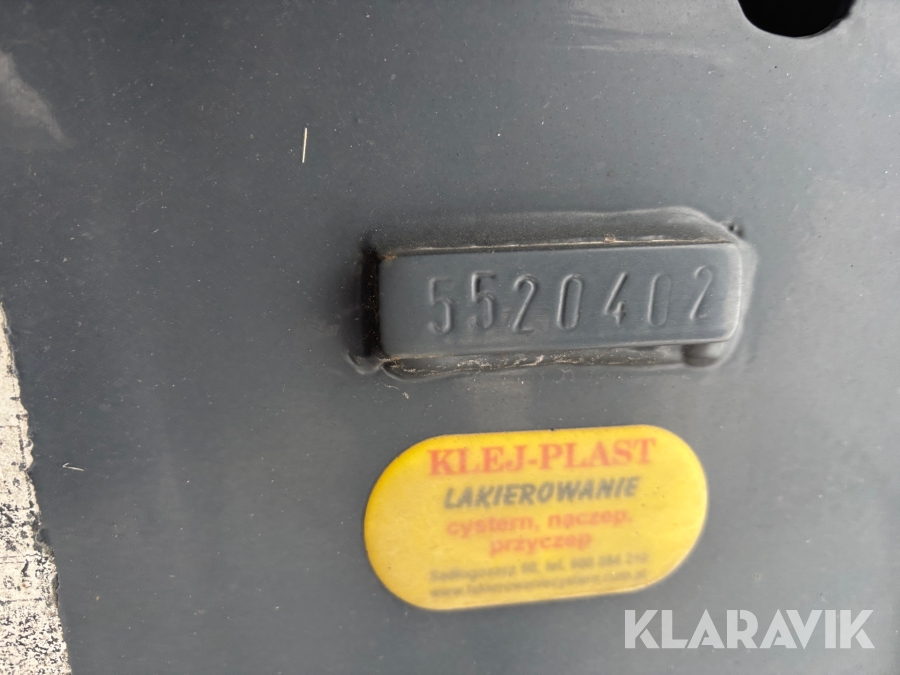 5520402
KLEJ-PLAST
LAKIEROWANIE
cystern, naczep,
przyczep
KLARAVIK